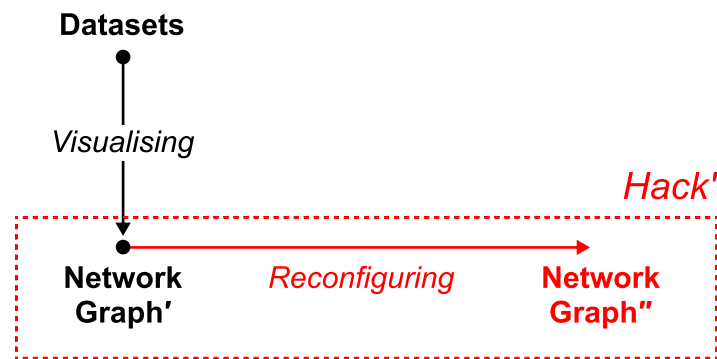 Datasets
Visualising
Hack′
Network
Graph′
Reconfiguring
Network
Graph″